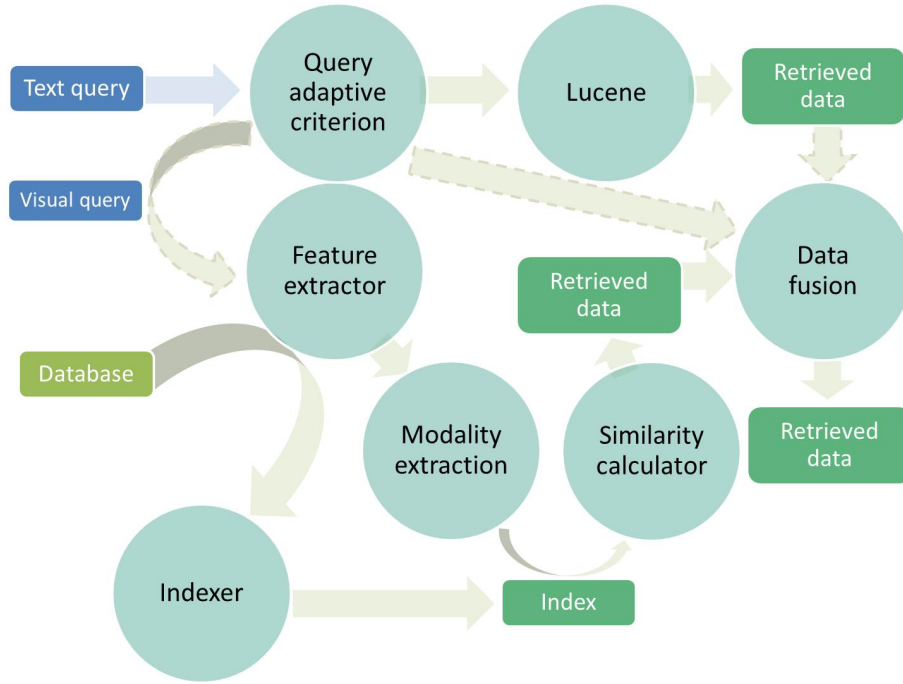 Text query
Query
adaptive
criterion
Lucene
Retrieved
data
Visual query
Feature
extractor
Retrieved
data
Data
fusion
Database
Modality
extraction
Similarity
calculator
Retrieved
data
Indexer
Index